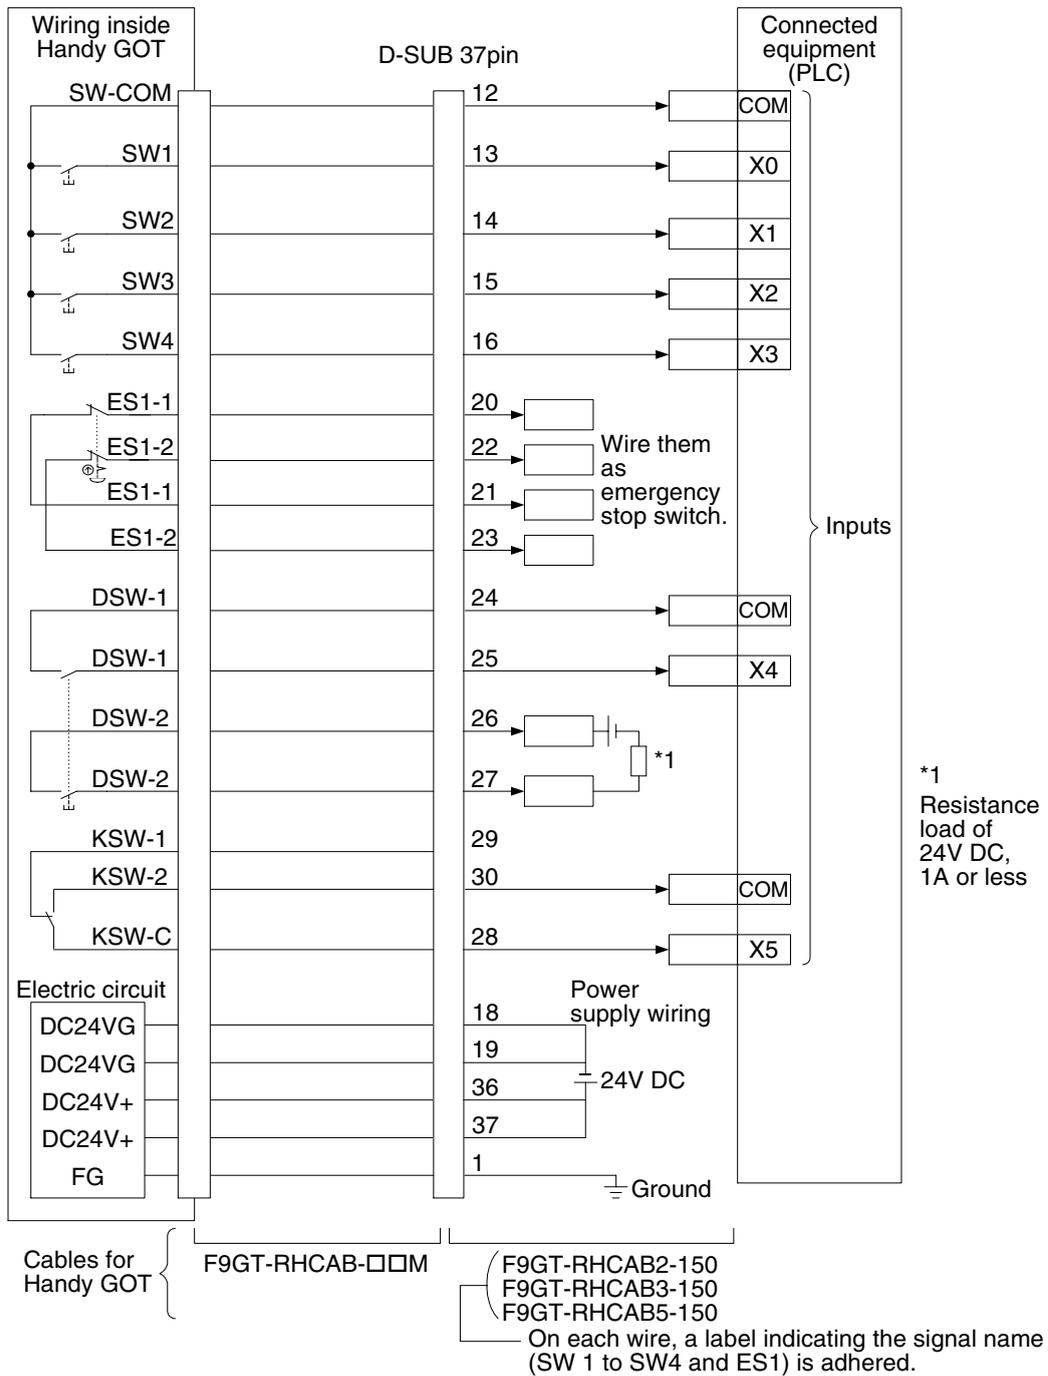 Wiring inside
Handy GOT
D-SUB 37pin
Connected
equipment
(PLC)
SW-COM 12 COM
SW1 13 X0
SW2 14 X1
SW3 15 X2
SW4 16 X3
ES1-1 20
ES1-2 22
ES1-1 21
ES1-2 23
Wire them
as
emergency
stop switch.
Inputs
DSW-1 24 COM
DSW-1 25 X4
DSW-2 26
*1
DSW-2 27
KSW-1 29
KSW-2 30 COM
KSW-C 28 X5
*1
Resistance
load of
24V DC,
1A or less
Electric circuit
Power
supply wiring
DC24VG 18
DC24VG 19
24V DC
DC24V+ 36
DC24V+ 37
FG 1
Ground
Cables for
Handy GOT
F9GT-RHCAB-□□M
F9GT-RHCAB2-150
F9GT-RHCAB3-150
F9GT-RHCAB5-150
On each wire, a label indicating the signal name
(SW 1 to SW4 and ES1) is adhered.